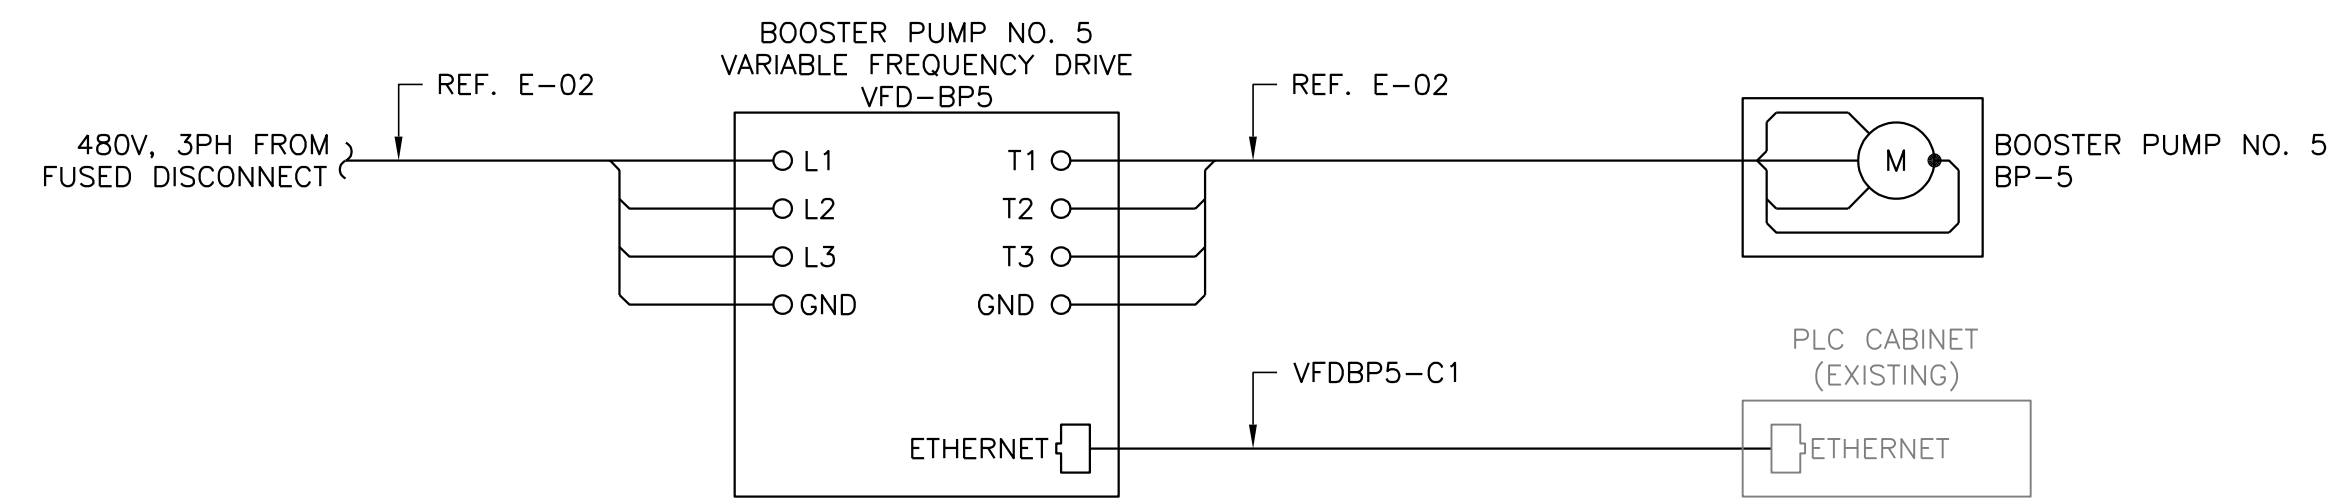 BOOSTER PUMP NO. 5
VARIABLE FREQUENCY DRIVE
VFD-BP5
REF. E-02
REF. E-02
480V, 3PH FROM
FUSED DISCONNECT
L1
T1
L2
T2
L3
T3
GND
GND
M
BOOSTER PUMP NO. 5
BP-5
VFDBP5-C1
PLC CABINET
(EXISTING)
ETHERNET
ETHERNET